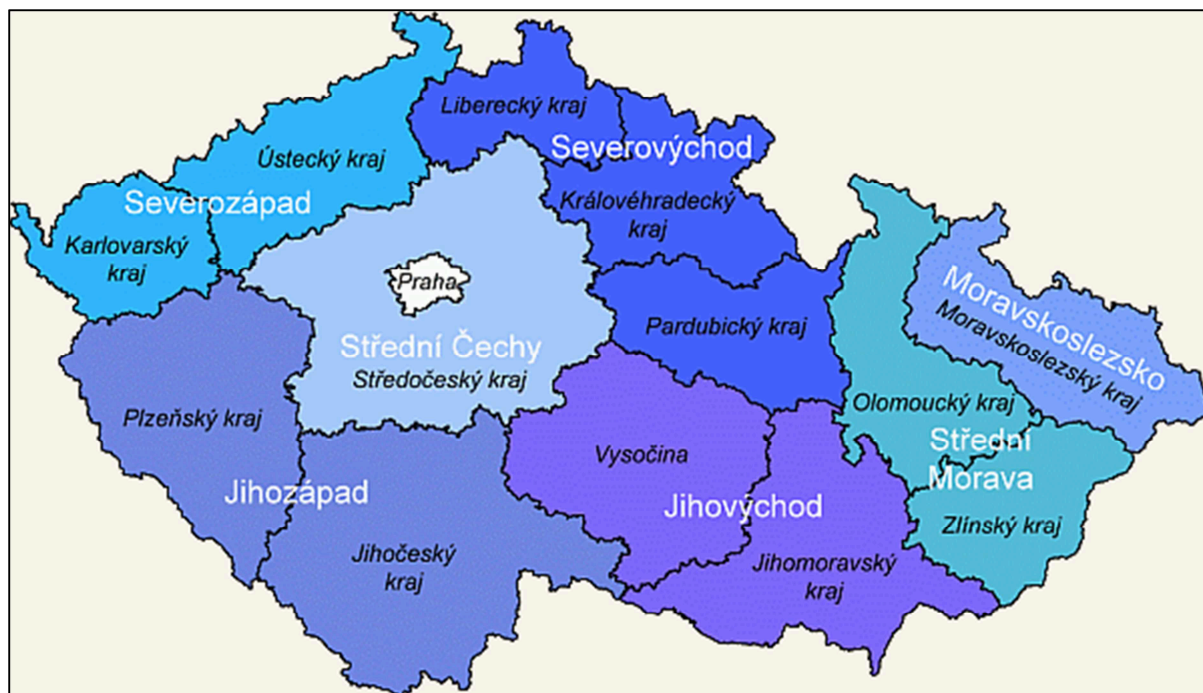 Liberecký kraj
Severovýchod
Ústecký kraj
Severozápad
Královéhradecký
kraj
Karlovarský
kraj
Praha
Moravskoslezsko
Moravskoslezský kraj
Pardubický kraj
Střední Čechy
Středočeský kraj
Plzeňský kraj
Olomoucký kraj
Střední
Morava
Vysočina
Jihozápad
Jihovýchod
Zlínský kraj
Jihočeský
kraj
Jihomoravský
kraj